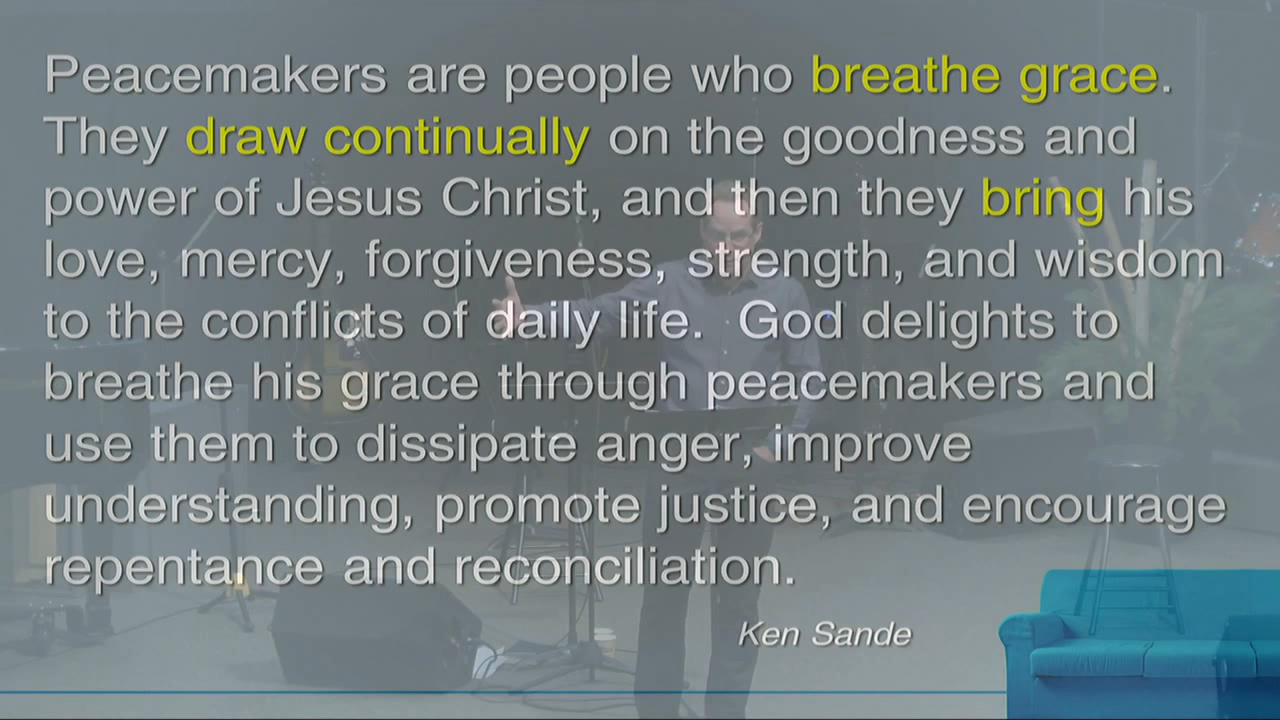 Peacemakers are people who breathe grace.
They draw continually on the goodness and
power of Jesus Christ, and then they bring his
love, mercy, forgiveness, strength, and wisdom
to the conflicts of daily life.  God delights to
breathe his grace through peacemakers and
use them to dissipate anger, improve
understanding, promote justice, and encourage
repentance and reconciliation.
Ken Sande